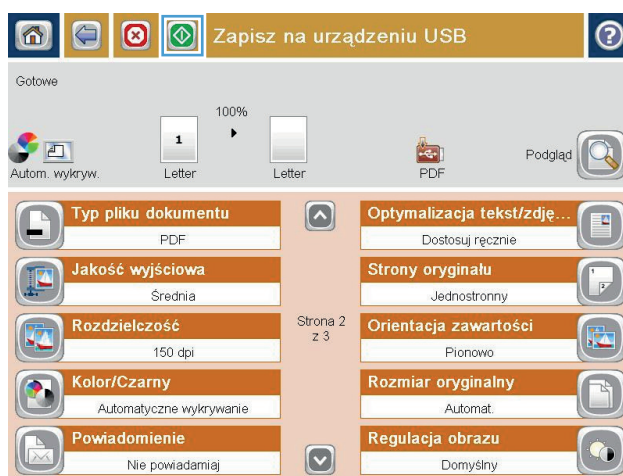 Zapisz na urządzeniu USB
Gotowe
100%
1
Autom. wykryw.
Letter
Letter
PDF
Podgląd
Typ pliku dokumentu
PDF
Jakość wyjściowa
Średnia
Rozdzielczość
150 dpi
Kolor/Czarny
Automatyczne wykrywanie
Powiadomienie
Nie powiadamiaj
Strona 2
z 3
Optymalizacja tekst/zdję...
Dostosuj ręcznie
Strony oryginału
Jednostronny
Orientacja zawartości
Pionowo
Rozmiar oryginalny
Automat.
Regulacja obrazu
Domyślny